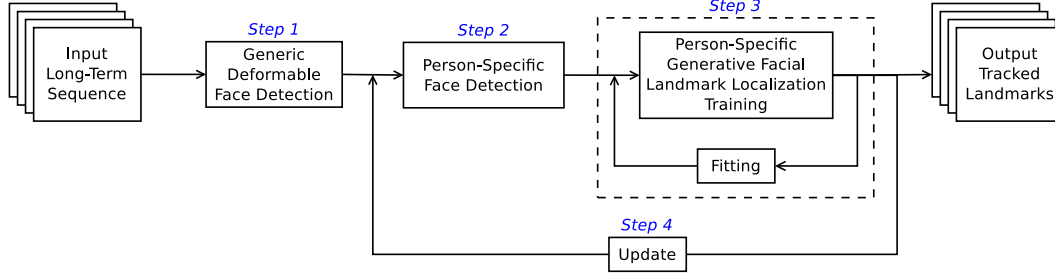 Step 1
Step 2
Step 3
Input
Long-Term
Sequence
Generic
Deformable
Face Detection
Person-Specific
Face Detection
Person-Specific
Generative Facial
Landmark Localization
Training
Output
Tracked
Landmarks
Fitting
Step 4
Update